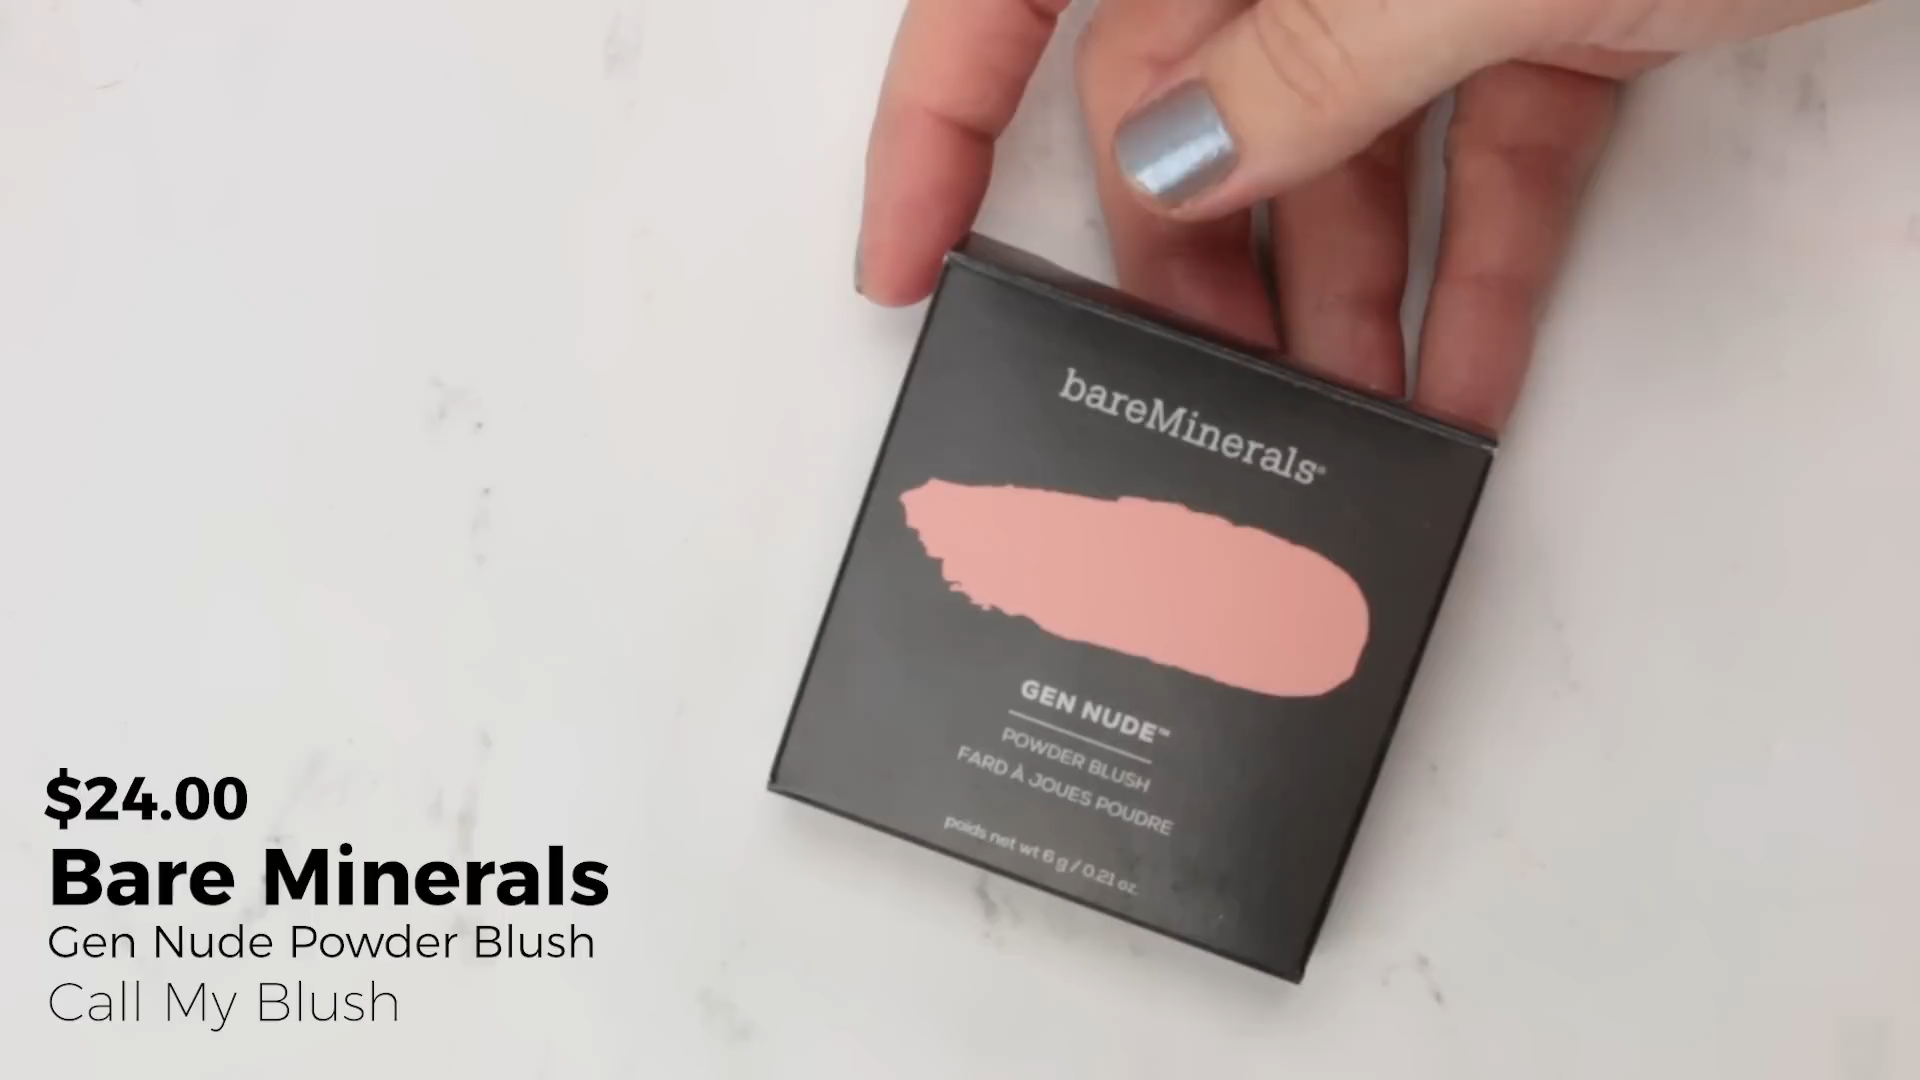 bareMinerals®
GEN NUDE™
POWDER BLUSH
FARD À JOUES POUDRE
poids net wt 6 g / 0.21 oz.
$24.00
Bare Minerals
Gen Nude Powder Blush
Call My Blush